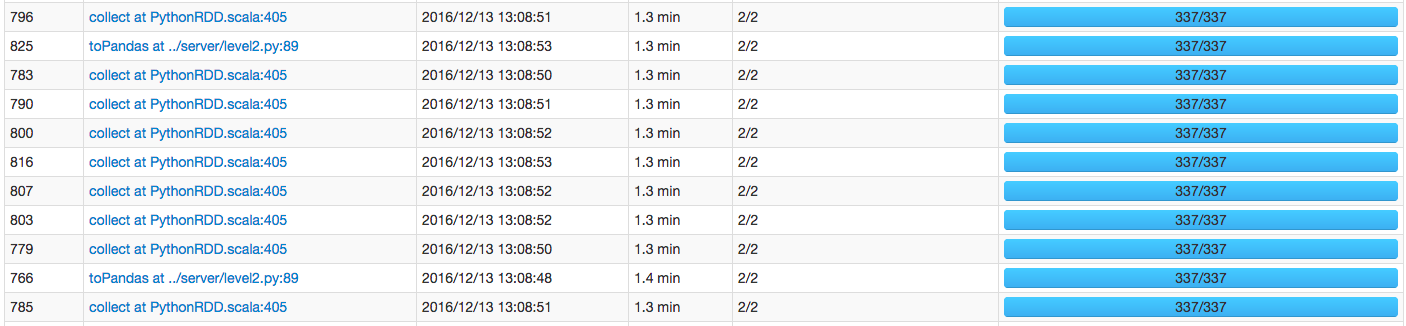 796 collect at PythonRDD.scala:405 2016/12/13 13:08:51 1.3 min 2/2 337/337
825 toPandas at ../server/level2.py:89 2016/12/13 13:08:53 1.3 min 2/2 337/337
783 collect at PythonRDD.scala:405 2016/12/13 13:08:50 1.3 min 2/2 337/337
790 collect at PythonRDD.scala:405 2016/12/13 13:08:51 1.3 min 2/2 337/337
800 collect at PythonRDD.scala:405 2016/12/13 13:08:52 1.3 min 2/2 337/337
816 collect at PythonRDD.scala:405 2016/12/13 13:08:53 1.3 min 2/2 337/337
807 collect at PythonRDD.scala:405 2016/12/13 13:08:52 1.3 min 2/2 337/337
803 collect at PythonRDD.scala:405 2016/12/13 13:08:52 1.3 min 2/2 337/337
779 collect at PythonRDD.scala:405 2016/12/13 13:08:50 1.3 min 2/2 337/337
766 toPandas at ../server/level2.py:89 2016/12/13 13:08:48 1.4 min 2/2 337/337
785 collect at PythonRDD.scala:405 2016/12/13 13:08:51 1.3 min 2/2 337/337